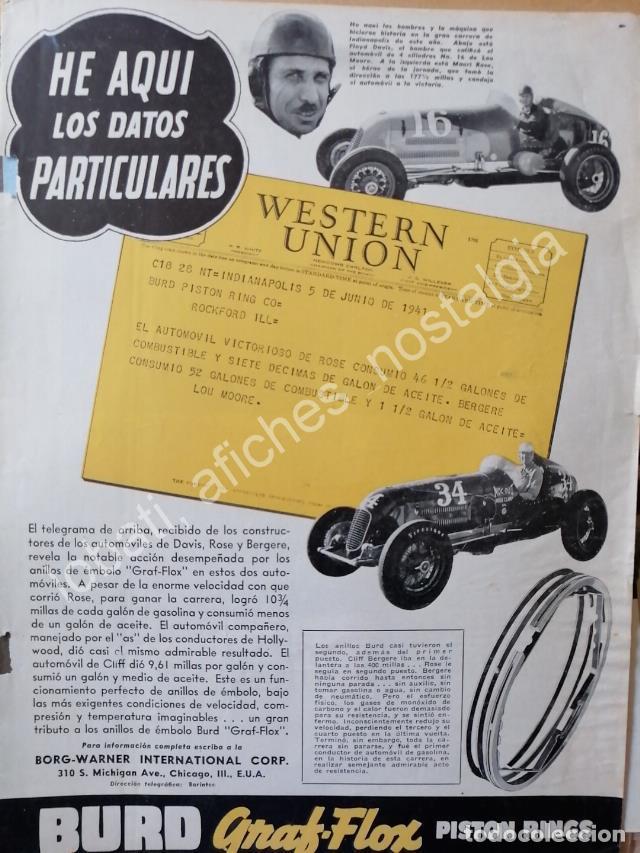 HE AQUI
LOS DATOS
PARTICULARES
He aquí los hombres y la máquina que
hicieron historia en la gran carrera de
Indianapolis de este año. Abajo está
Floyd Davis, el hombre que calificó el
automóvil de 4 cilindros No. 16 de Lou
Moore. A la izquierda está Mauri Rose,
el héroe de la jornada, que tomó la
dirección a las 177½ millas y condujo
el automóvil a la victoria.
16
16
WESTERN
UNION
C18 28 NT=INDIANAPOLIS 5 DE JUNIO DE 1941
BURD PISTON RING CO=
ROCKFORD ILL=
EL AUTOMOVIL VICTORIOSO DE ROSE CONSUMIO 46 1/2 GALONES DE
COMBUSTIBLE Y SIETE DECIMAS DE GALON DE ACEITE. BERGERE
CONSUMIO 52 GALONES DE COMBUSTIBLE Y 1 1/2 GALON DE ACEITE=
LOU MOORE.
34
El telegrama de arriba, recibido de los construc-
tores de los automóviles de Davis, Rose y Bergere,
revela la notable acción desempeñada por los
anillos de émbolo "Graf-Flox" en estos dos auto-
móviles. A pesar de la enorme velocidad con que
corrió Rose, para ganar la carrera, logró 10¾
millas de cada galón de gasolina y consumió menos
de un galón de aceite. El automóvil compañero,
manejado por el "as" de los conductores de Holly-
wood, dió casi el mismo admirable resultado. El
automóvil de Cliff dió 9,61 millas por galón y con-
sumió un galón y medio de aceite. Este es un fun-
cionamiento perfecto de anillos de émbolo, bajo
las más exigentes condiciones de velocidad, com-
presión y temperatura imaginables . . . un gran
tributo a los anillos de émbolo Burd "Graf-Flox".
Para información completa escriba a la
BORG-WARNER INTERNATIONAL CORP.
310 S. Michigan Ave., Chicago, Ill., E.U.A.
Dirección telegráfica: Borintco
Los anillos Burd casi tuvieron el
segundo, además del primer
puesto. Cliff Bergere iba en la de-
lantera a las 400 millas . . . Rose le
seguía en segundo puesto. Bergere
había corrido hasta entonces sin
ninguna parada . . . sin auxilio, sin
tomar gasolina o agua, sin cambio
de neumático. Pero el esfuerzo
físico, los gases de monóxido de
carbono y el calor fueron demasiado
para su resistencia, y se sintió en-
fermo. Inconscientemente redujo su
velocidad, perdiendo el tercero y el
cuarto puesto en la última vuelta.
Terminó, sin embargo, toda la ca-
rrera sin pararse, y fué el primer
conductor de automóvil de gasolina,
en la historia de esta carrera, en
realizar semejante admirable acto
de resistencia.
BURD Graf-Flox PISTON RINGS
loveti, afiches, nostalgia
todocoleccion.net